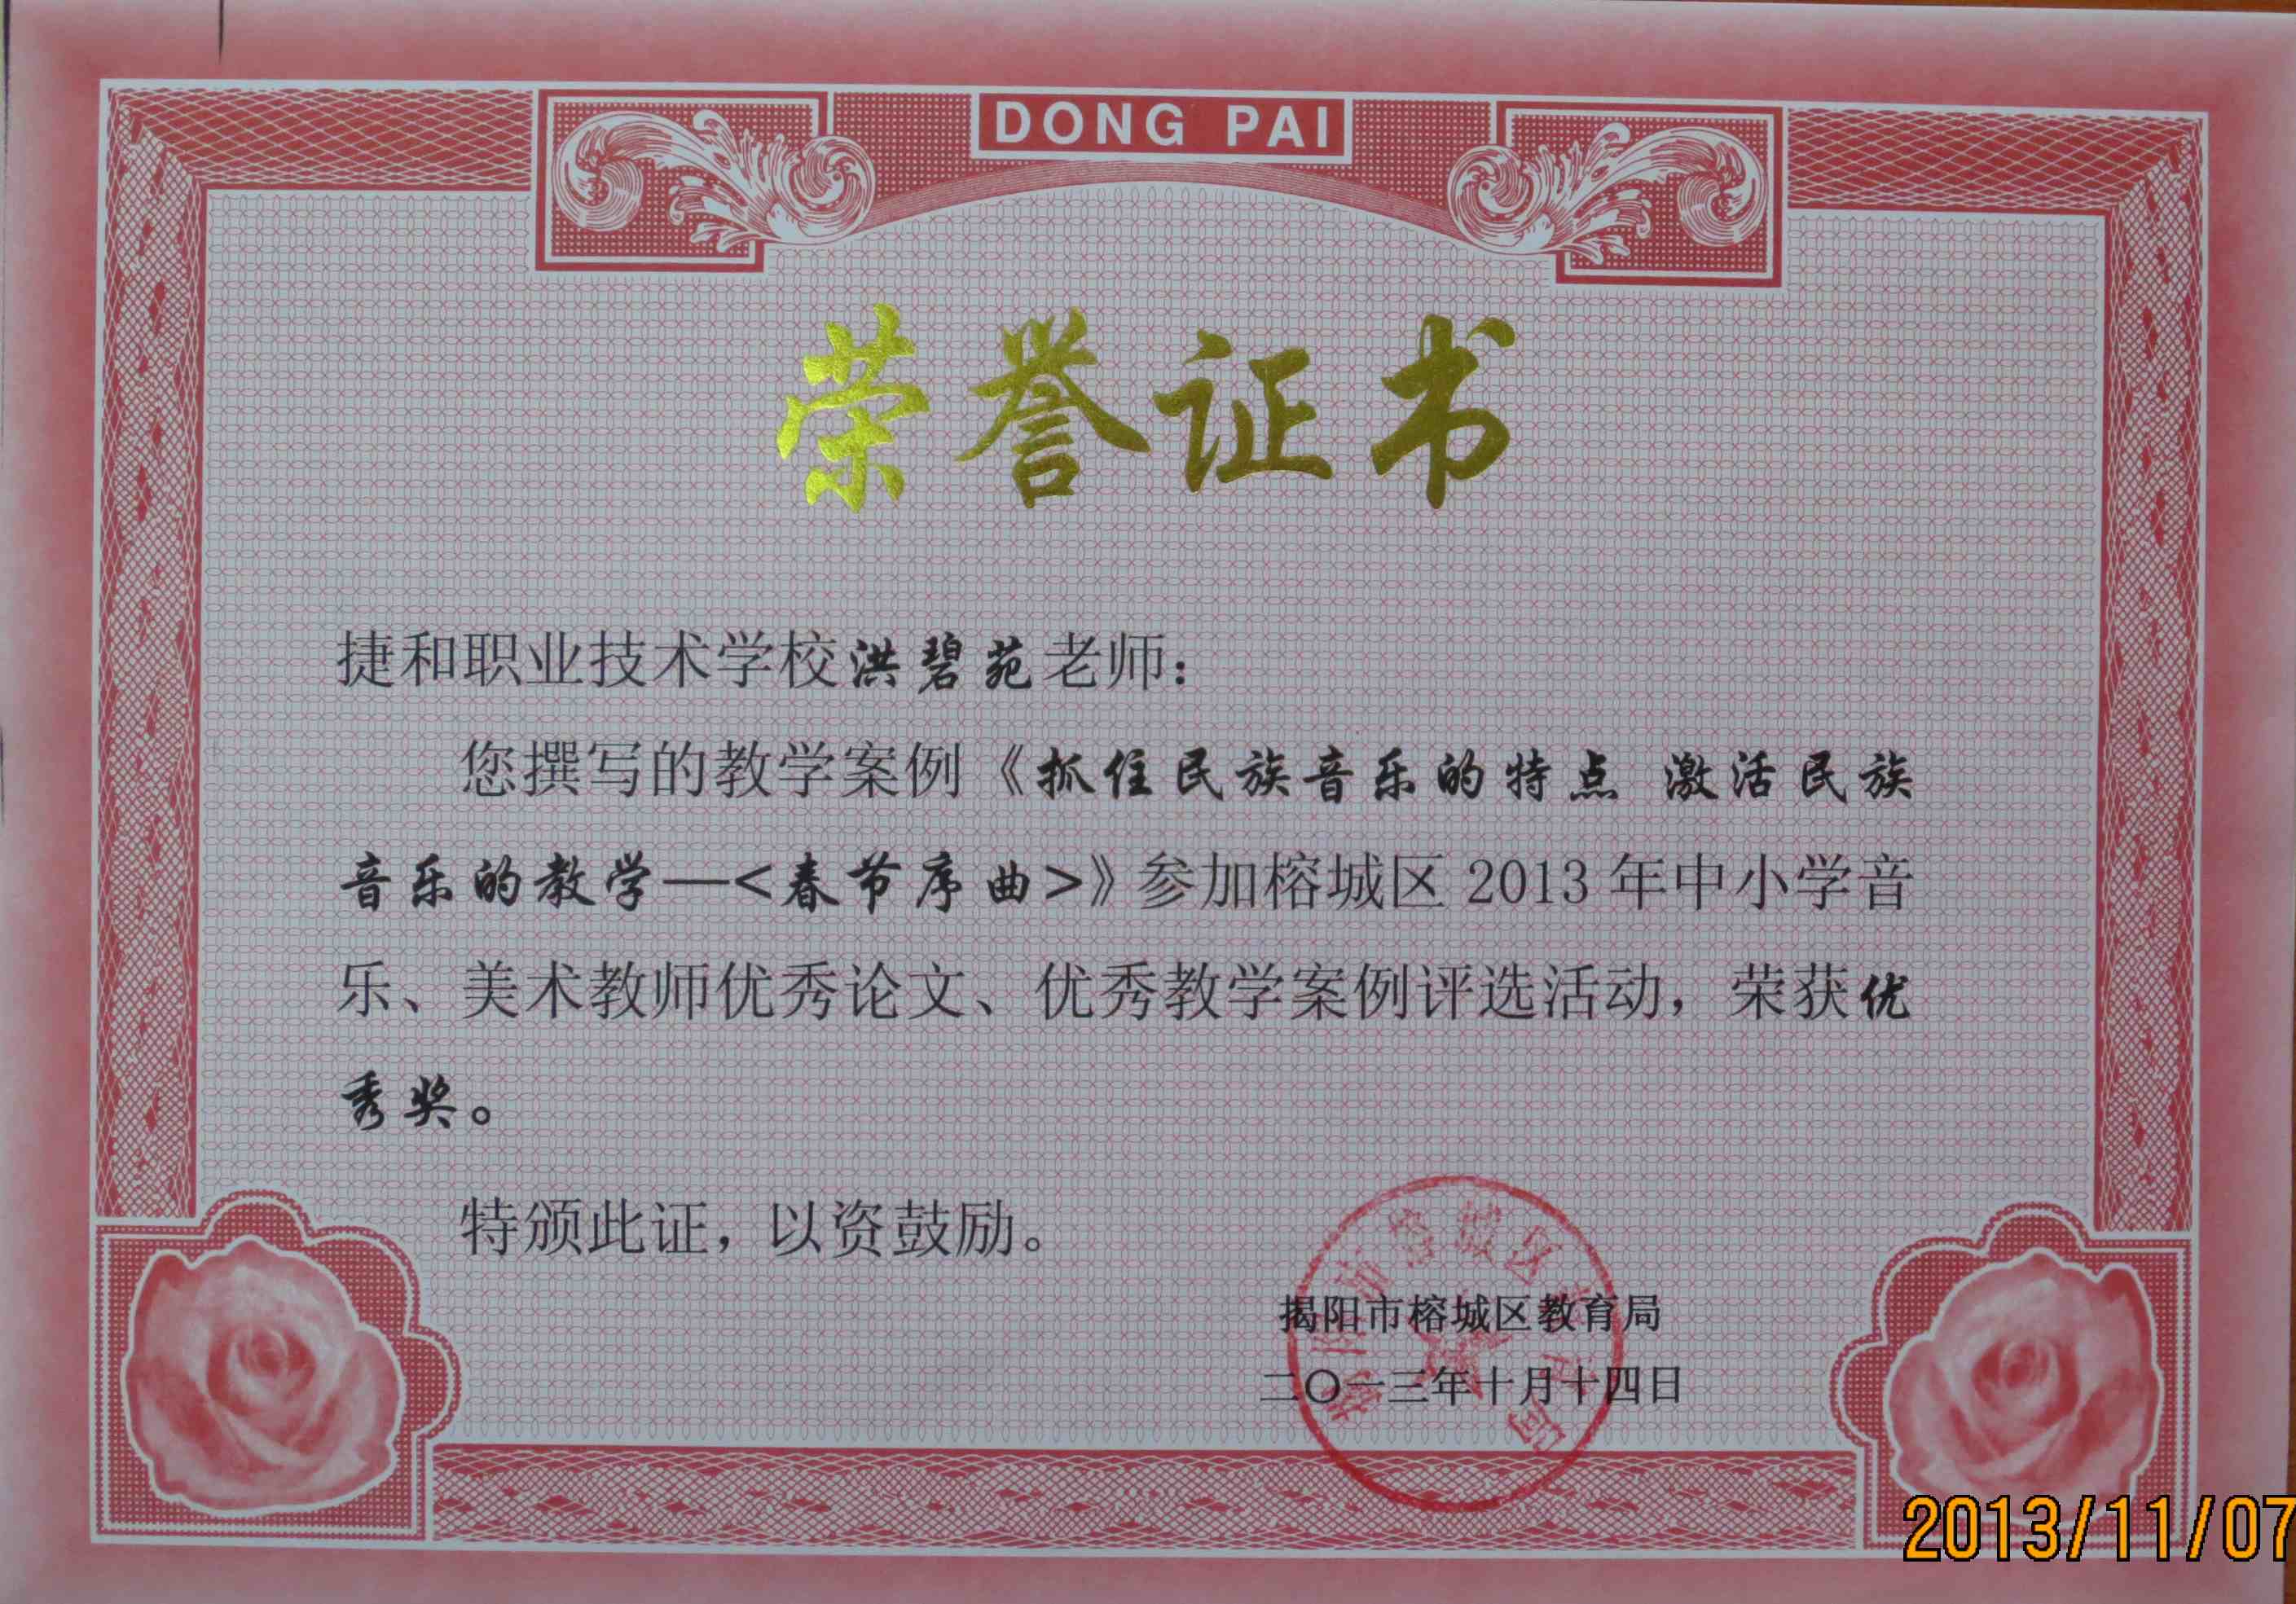 DONG PAI
荣誉证书
捷和职业技术学校洪碧苑老师：
您撰写的教学案例《抓住民族音乐的特点 激活民族
音乐的教学—<春节序曲>》参加榕城区 2013 年中小学音
乐、美术教师优秀论文、优秀教学案例评选活动，荣获优
秀奖。
特颁此证，以资鼓励。
揭阳市榕城区教育局
二〇一三年十月十四日
2013/11/07